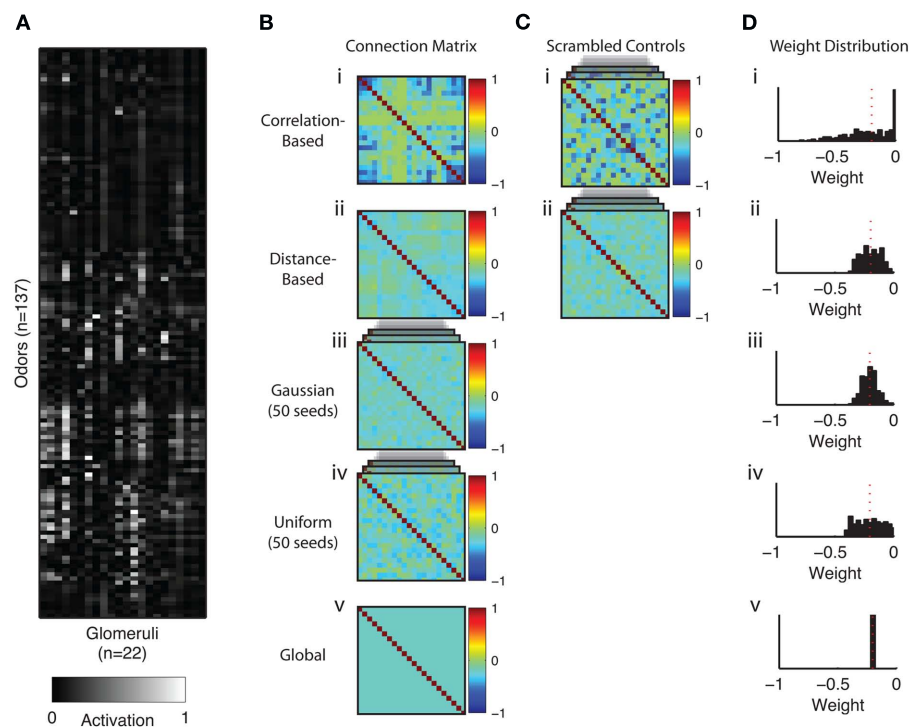 A
B
C
D
Connection Matrix
Scrambled Controls
Weight Distribution
Odors (n=137)
Glomeruli
(n=22)
0
1
Activation
i
Correlation-
Based
1
0
−1
i
1
0
−1
i
−1
−0.5
0
Weight
ii
Distance-
Based
1
0
−1
ii
1
0
−1
ii
−1
−0.5
0
Weight
iii
Gaussian
(50 seeds)
1
0
−1
iii
−1
−0.5
0
Weight
iv
Uniform
(50 seeds)
1
0
−1
iv
−1
−0.5
0
Weight
v
Global
1
0
−1
v
−1
−0.5
0
Weight